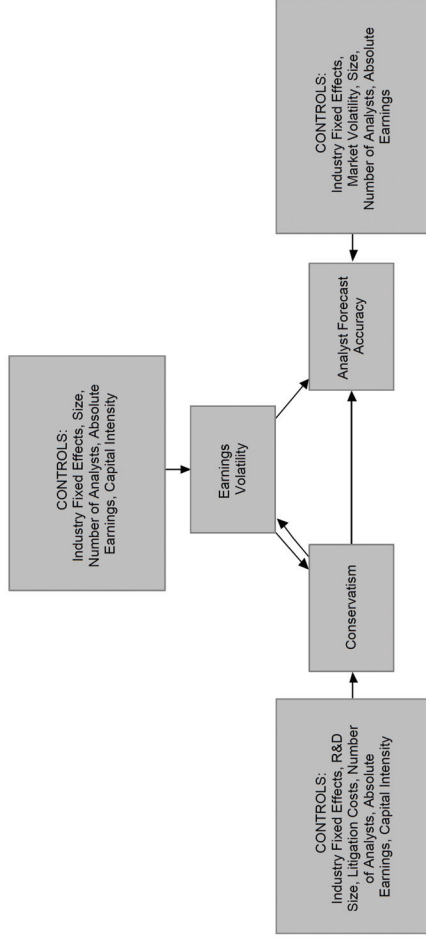 CONTROLS:
Industry Fixed Effects, Size,
Number of Analysts, Absolute
Earnings, Capital Intensity
Earnings
Volatility
CONTROLS:
Industry Fixed Effects, R&D
Size, Litigation Costs, Number
of Analysts, Absolute
Earnings, Capital Intensity
Conservatism
Analyst Forecast
Accuracy
CONTROLS:
Industry Fixed Effects,
Market Volatility, Size,
Number of Analysts, Absolute
Earnings